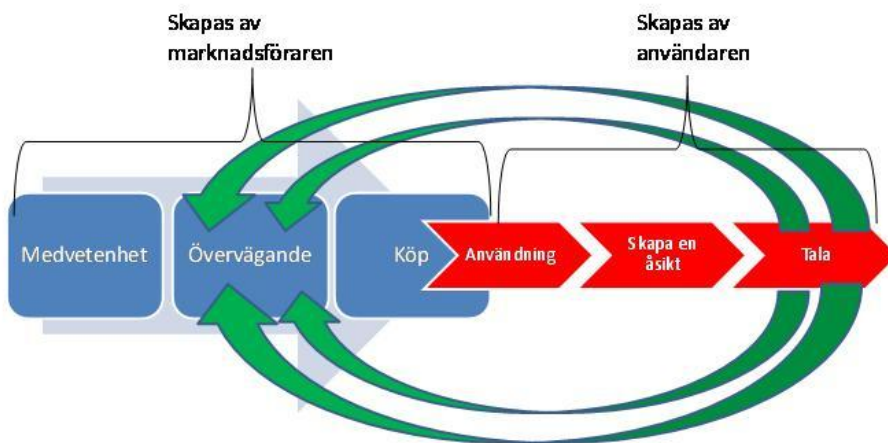 Skapas av
marknadsföraren
Skapas av
användaren
Medvetenhet
Övervägande
Köp
Användning
Skapa en
åsikt
Tala